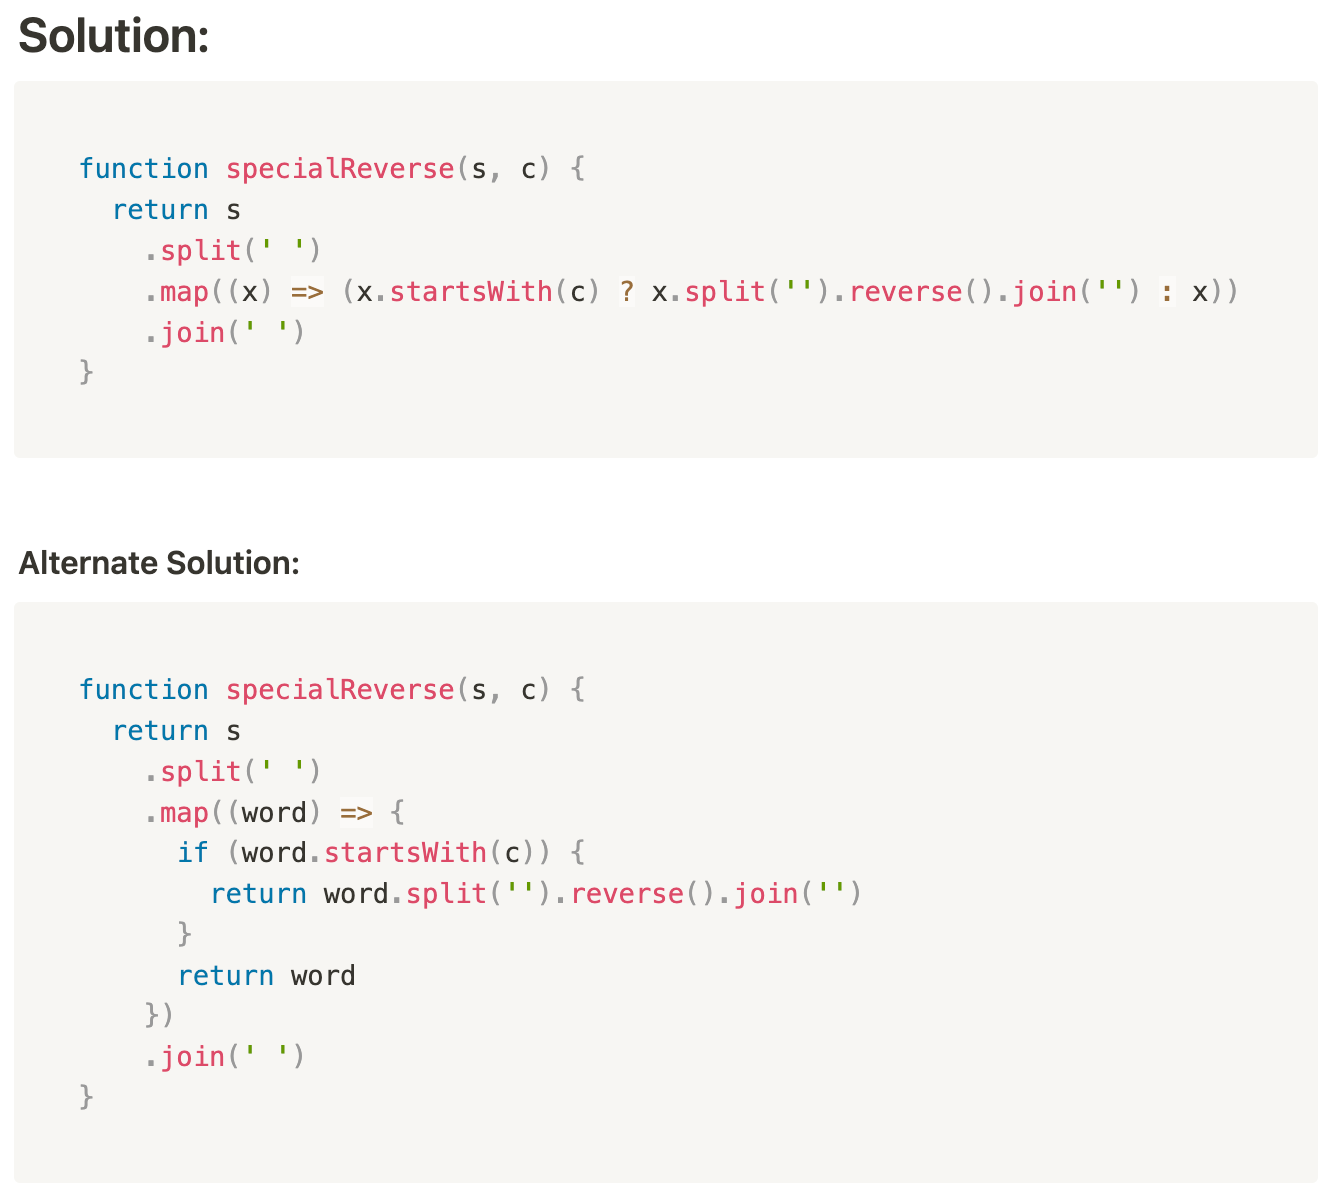 Solution:
function specialReverse(s, c) {
  return s
    .split(' ')
    .map((x) => (x.startsWith(c) ? x.split('').reverse().join('') : x))
    .join(' ')
}
Alternate Solution:
function specialReverse(s, c) {
  return s
    .split(' ')
    .map((word) => {
      if (word.startsWith(c)) {
        return word.split('').reverse().join('')
      }
      return word
    })
    .join(' ')
}